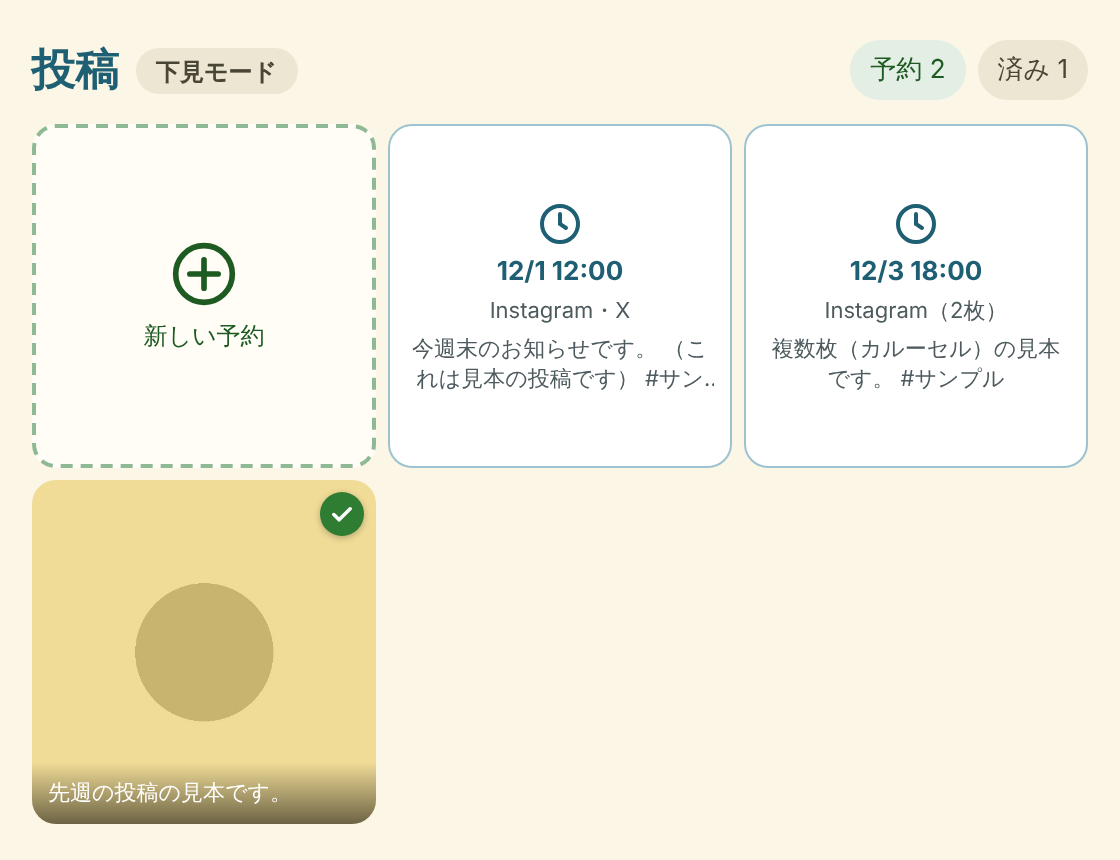 投稿
下見モード
予約 2
済み 1
新しい予約
12/1 12:00
Instagram・X
今週末のお知らせです。 （こ
れは見本の投稿です） #サン..
12/3 18:00
Instagram（2枚）
複数枚（カルーセル）の見本
です。 #サンプル
先週の投稿の見本です。